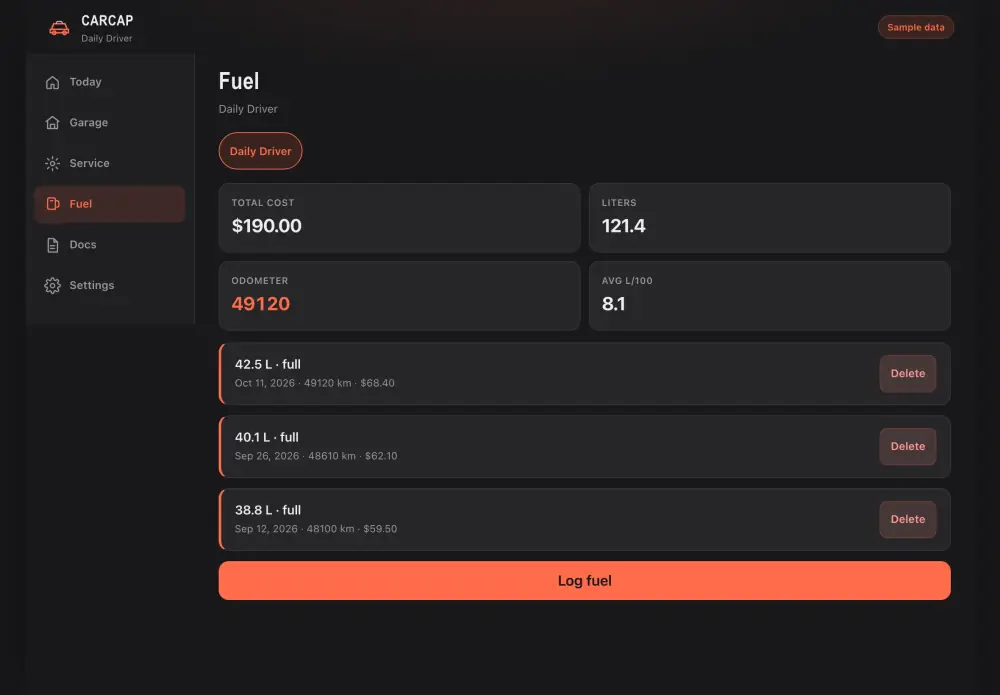 CARCAP
Daily Driver
Sample data
Today
Garage
Service
Fuel
Docs
Settings
Fuel
Daily Driver
Daily Driver
TOTAL COST
$190.00
LITERS
121.4
ODOMETER
49120
AVG L/100
8.1
42.5 L · full
Oct 11, 2026 · 49120 km · $68.40
Delete
40.1 L · full
Sep 26, 2026 · 48610 km · $62.10
Delete
38.8 L · full
Sep 12, 2026 · 48100 km · $59.50
Delete
Log fuel